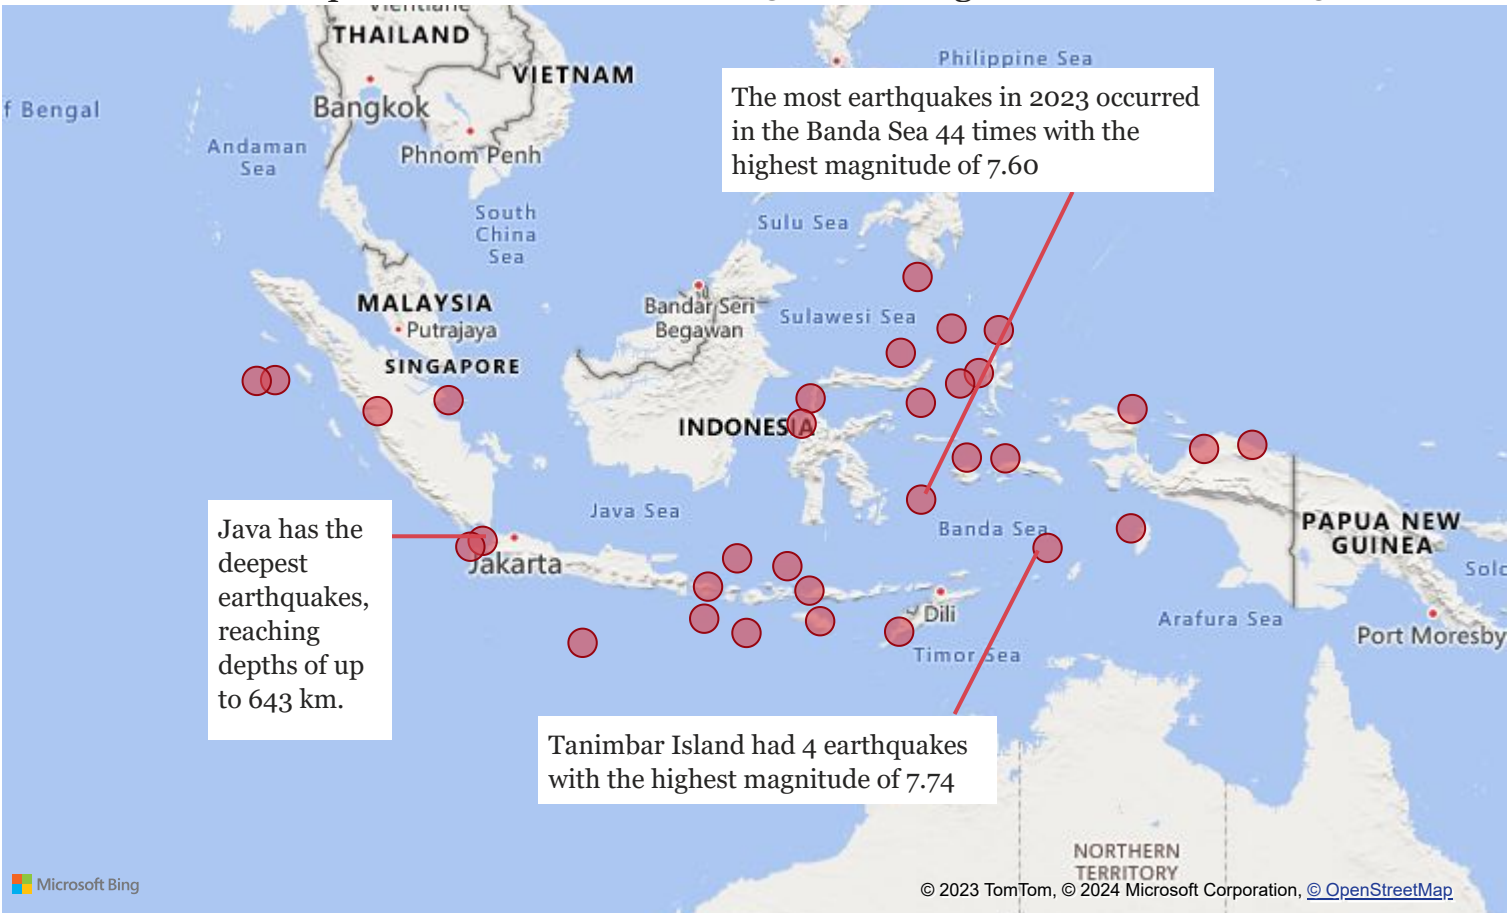 Vientiane
THAILAND
Philippine Sea
VIETNAM
f Bengal
Bangkok
The most earthquakes in 2023 occurred
in the Banda Sea 44 times with the
highest magnitude of 7.60
Andaman
Sea
Phnom Penh
South
China
Sea
Sulu Sea
MALAYSIA
Putrajaya
Bandar Seri
Begawan
Sulawesi Sea
SINGAPORE
INDONESIA
Java Sea
Banda Sea
PAPUA NEW
GUINEA
Java has the
deepest
earthquakes,
reaching
depths of up
to 643 km.
Jakarta
Solo
Dili
Arafura Sea
Port Moresby
Timor Sea
Tanimbar Island had 4 earthquakes
with the highest magnitude of 7.74
NORTHERN
TERRITORY
Microsoft Bing
© 2023 TomTom, © 2024 Microsoft Corporation, © OpenStreetMap